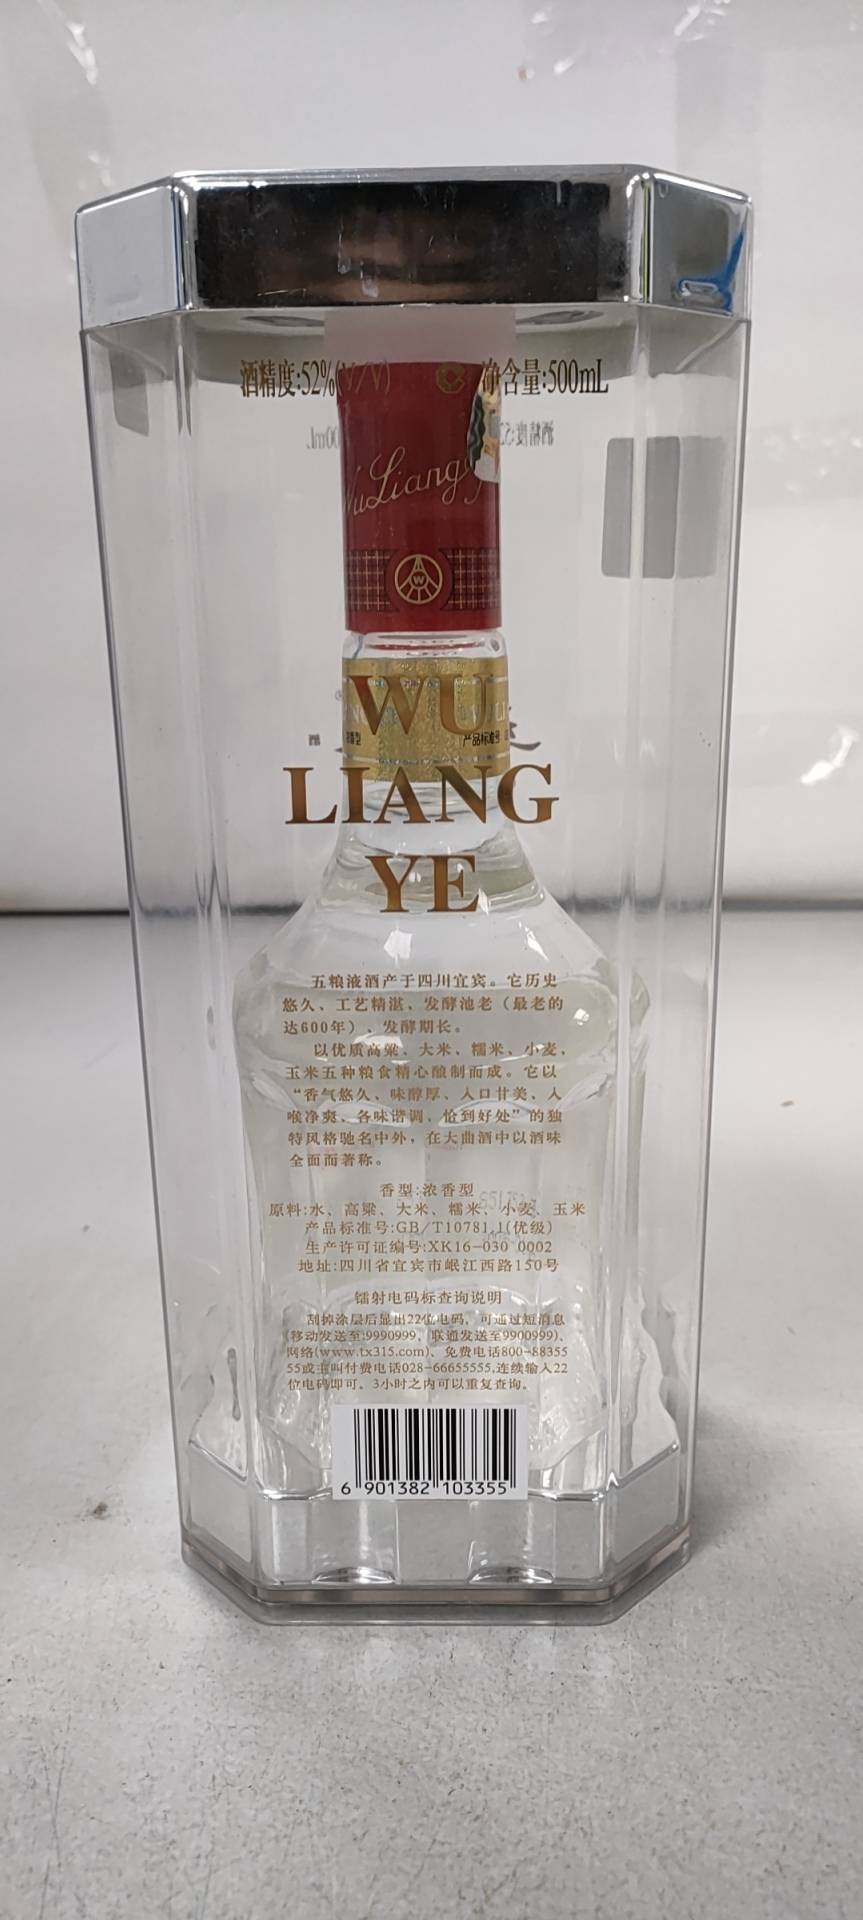 酒精度:52%(V/V) 净含量:500mL
WuLiang
W
WU
LIANG
YE
香型
产品标准号
五粮液酒产于四川宜宾。它历史
悠久、工艺精湛、发酵池老（最老的
达600年）、发酵期长。
以优质高粱、大米、糯米、小麦、
玉米五种粮食精心酿制而成。它以
“香气悠久、味醇厚、入口甘美、入
喉净爽、各味谐调、恰到好处”的独
特风格驰名中外，在大曲酒中以酒味
全面而著称。
香型:浓香型
原料:水、高粱、大米、糯米、小麦、玉米
产品标准号:GB/T10781.1(优级)
生产许可证编号:XK16-030 0002
地址:四川省宜宾市岷江西路150号
镭射电码标查询说明
刮掉涂层后显出22位电码，可通过短消息
(移动发送至:9990999、联通发送至9900999)、
网络(www.tx315.com)、免费电话800-88355
55或主叫付费电话028-66655555,连续输入22
位电码即可。3小时之内可以重复查询。
6 901382 103355